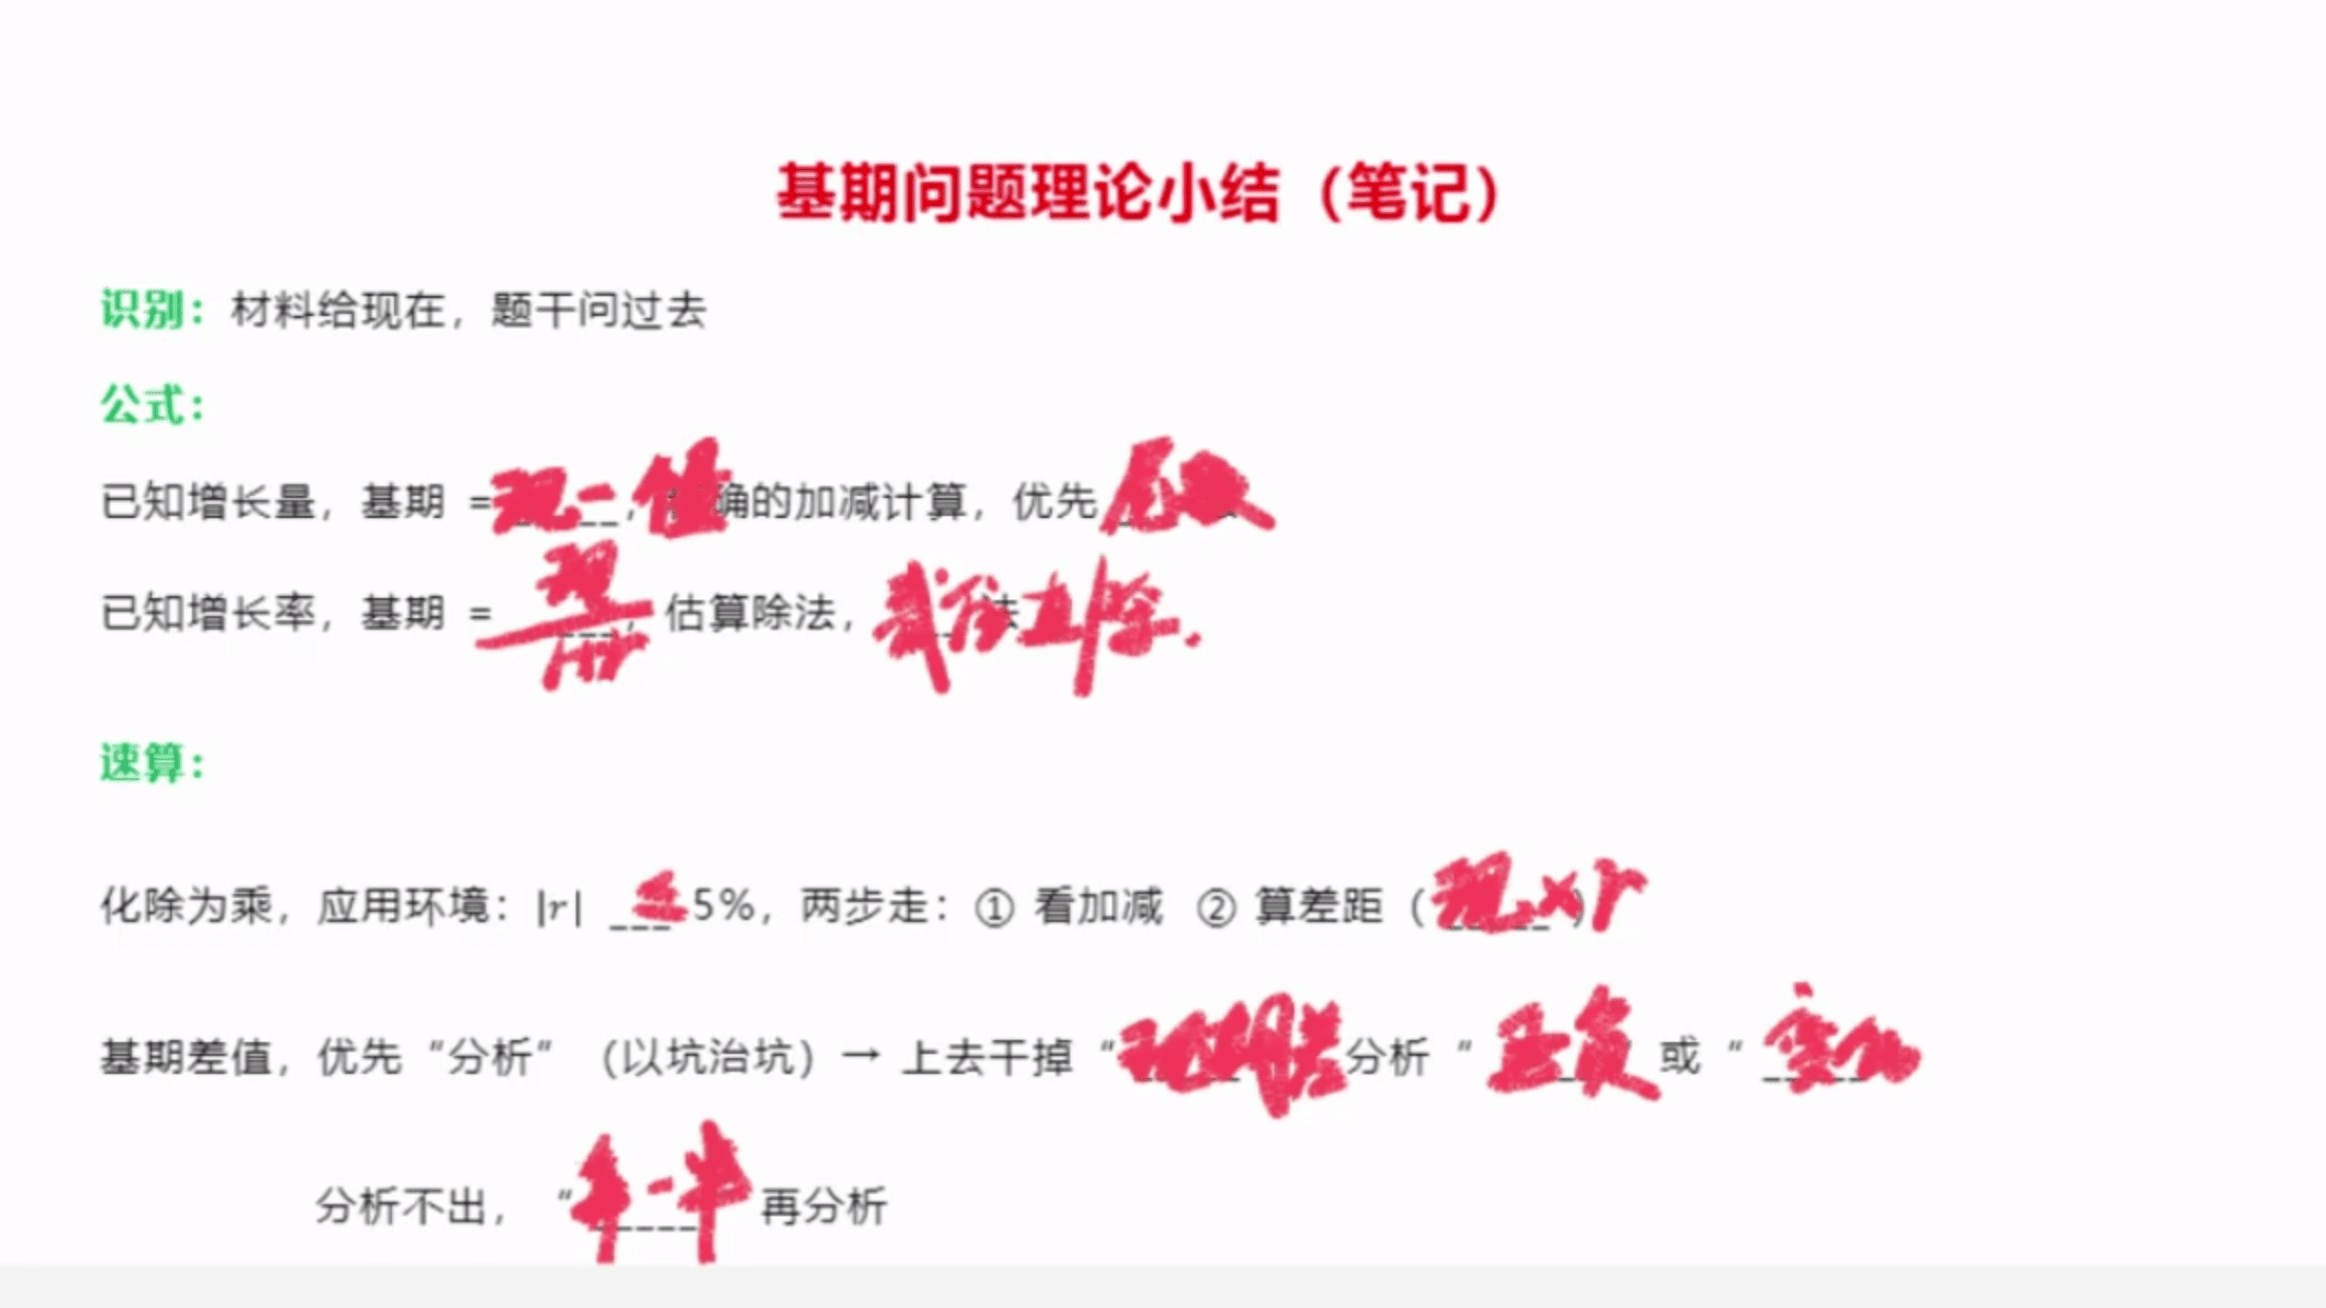 基期问题理论小结（笔记）
识别：材料给现在，题干问过去
公式：
已知增长量，基期 = 现-值，确的加减计算，优先尾数
已知增长率，基期 = 现/1+r，估算除法，截位直除
速算：
化除为乘，应用环境：|r| ≤ 5%，两步走：① 看加减 ② 算差距（现×r）
基期差值，优先“分析”（以坑治坑）→ 上去干掉“现期差 分析“正负”或“变化
分析不出，“ 再分析